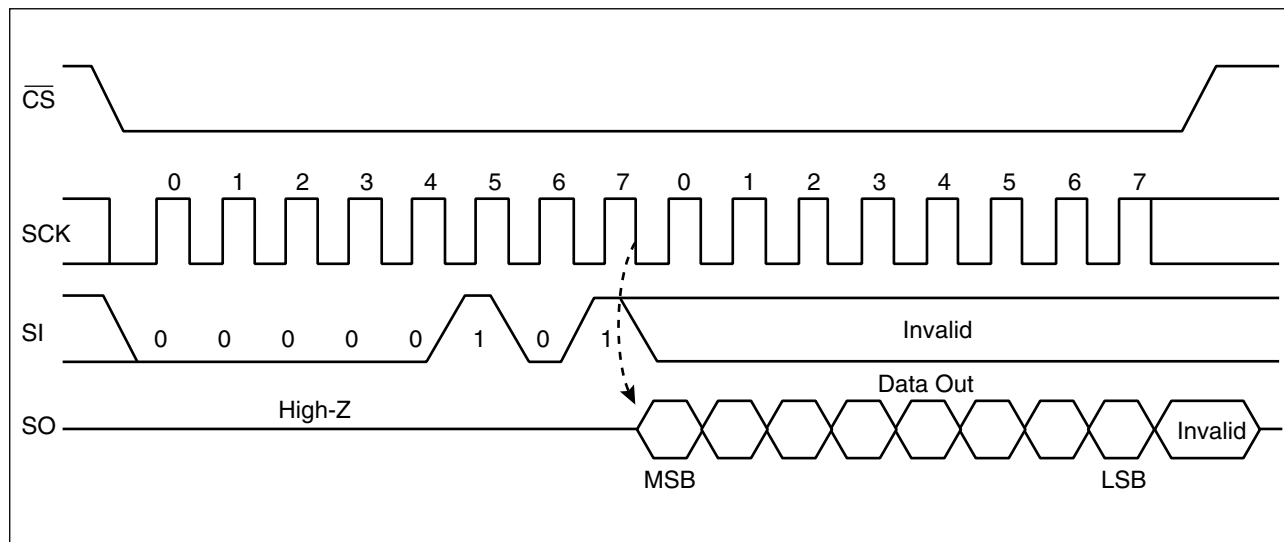 CS
0 1 2 3 4 5 6 7 0 1 2 3 4 5 6 7
SCK
SI
0 0 0 0 0 1 0 1
Invalid
Data Out
High-Z
SO
Invalid
MSB
LSB